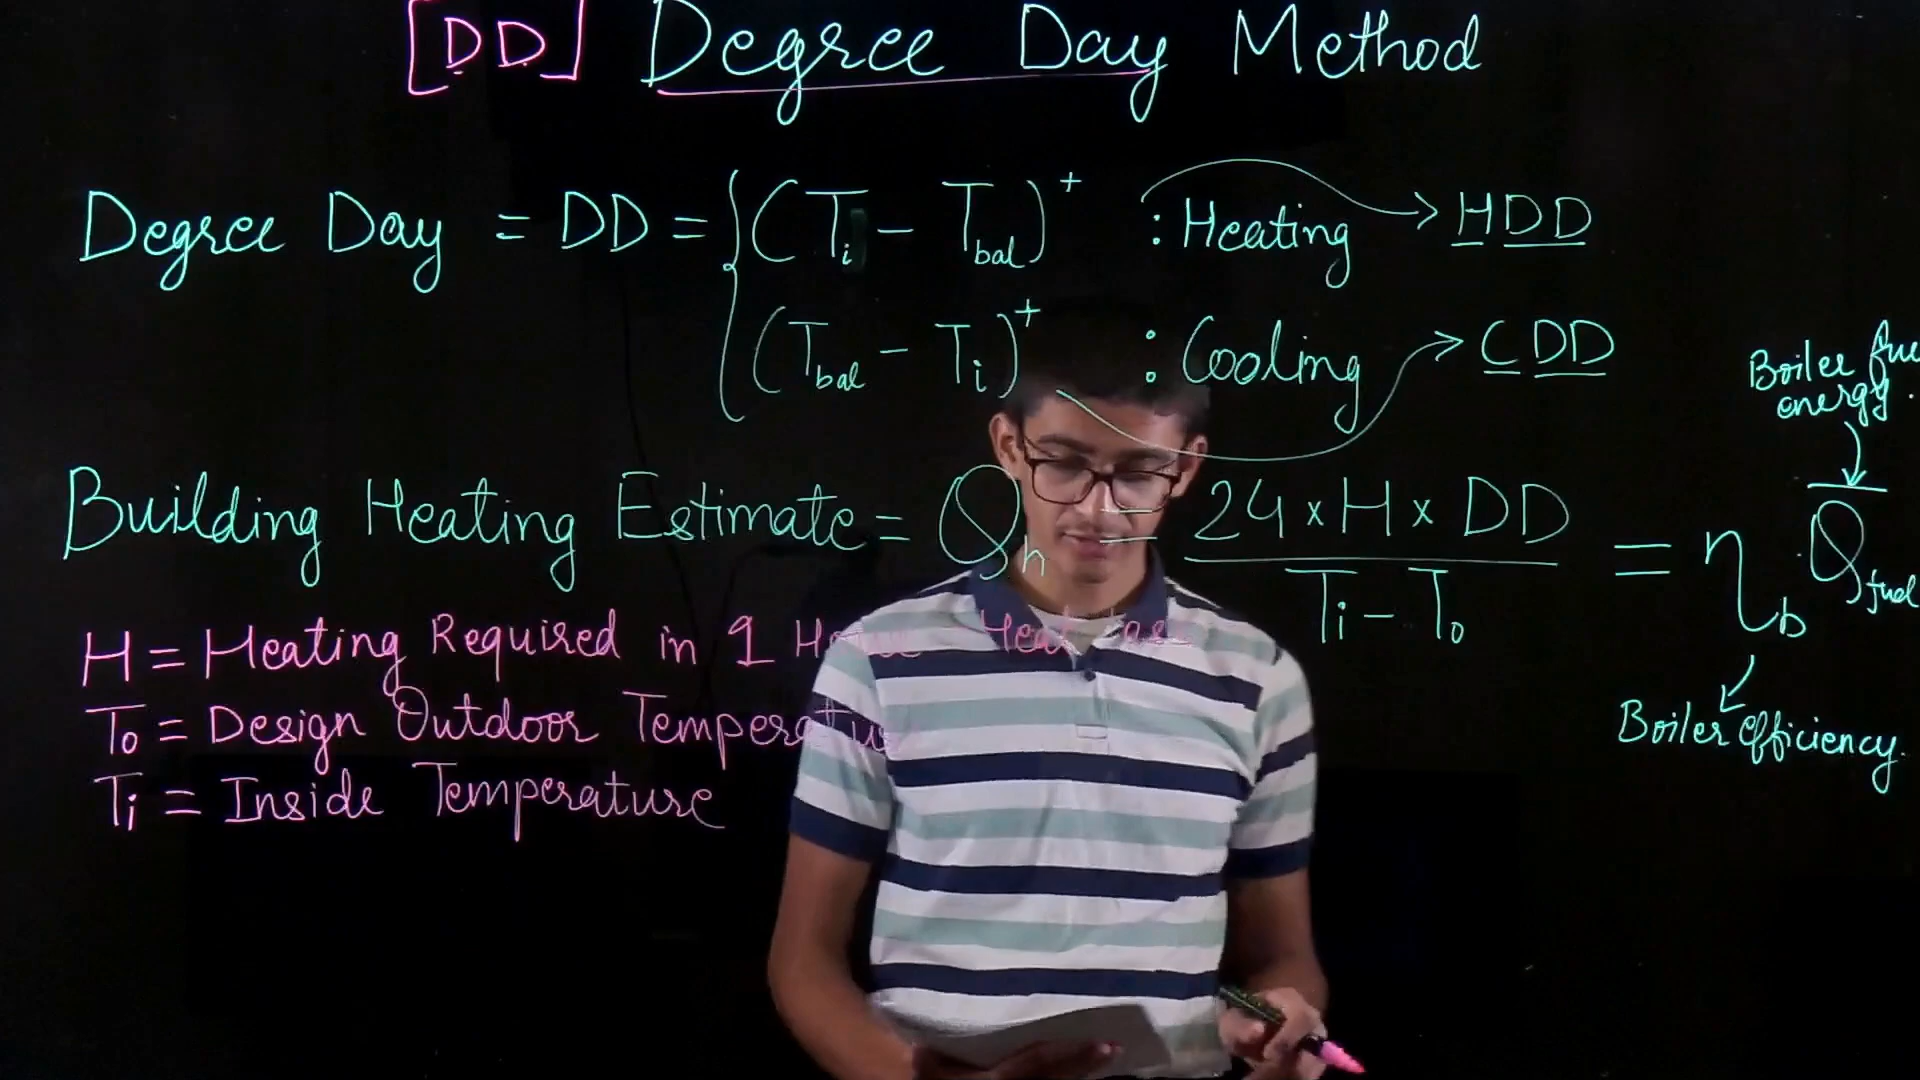 [DD] Degree Day Method
Degree Day = DD = { (Ti - Tbal)⁺ : Heating → HDD
(Tbal - Ti)⁺ : Cooling → CDD
Boiler
energy.
Building Heating Estimate = Qh = 24 x H x DD / Ti - To = ηb Qfuel
H = Heating Required in 1
To = Design Outdoor Temperatur
Ti = Inside Temperature
Boiler efficiency.